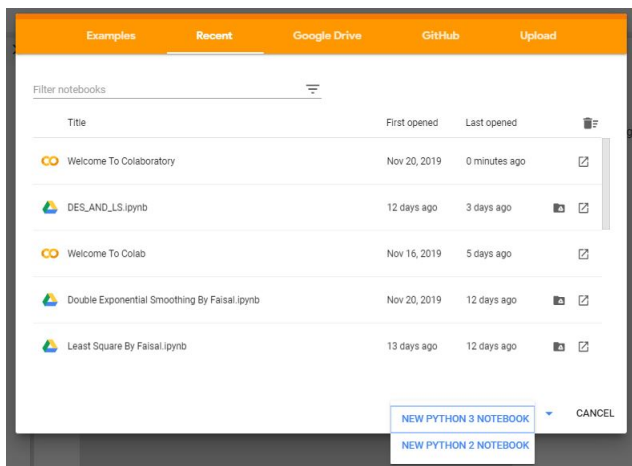 Examples Recent Google Drive GitHub Upload
Filter notebooks
Title First opened Last opened
Welcome To Colaboratory Nov 20, 2019 0 minutes ago
DES_AND_LS.ipynb 12 days ago 3 days ago
Welcome To Colab Nov 16, 2019 5 days ago
Double Exponential Smoothing By Faisal.ipynb Nov 20, 2019 12 days ago
Least Square By Faisal.ipynb 13 days ago 12 days ago
NEW PYTHON 3 NOTEBOOK CANCEL
NEW PYTHON 2 NOTEBOOK